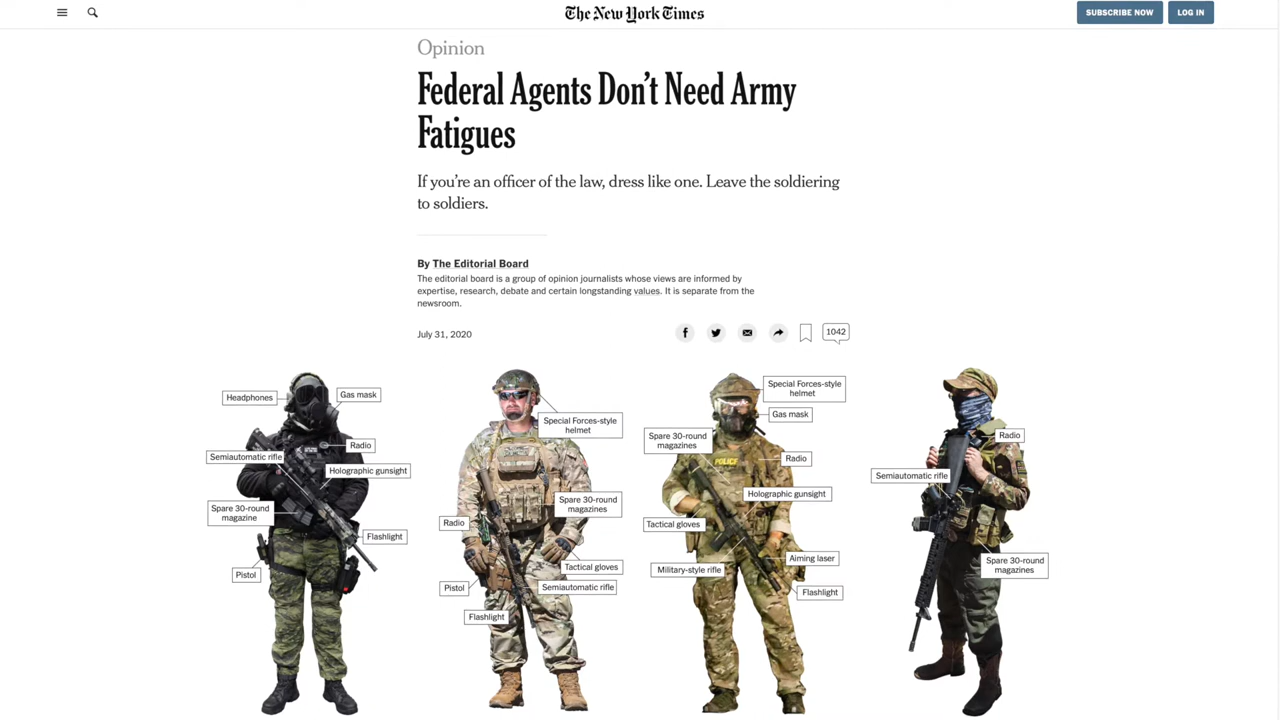 The New York Times
SUBSCRIBE NOW
LOG IN
Opinion
Federal Agents Don't Need Army
Fatigues
If you're an officer of the law, dress like one. Leave the soldiering
to soldiers.
By The Editorial Board
The editorial board is a group of opinion journalists whose views are informed by
expertise, research, debate and certain longstanding values. It is separate from the
newsroom.
July 31, 2020
1042
Headphones
Gas mask
Radio
Semiautomatic rifle
Holographic gunsight
Spare 30-round
magazine
Flashlight
Pistol
Special Forces-style
helmet
Spare 30-round
magazines
Radio
Tactical gloves
Pistol
Semiautomatic rifle
Flashlight
Special Forces-style
helmet
Gas mask
Spare 30-round
magazines
POLICE
Radio
Holographic gunsight
Tactical gloves
Aiming laser
Military-style rifle
Flashlight
Radio
Semiautomatic rifle
Spare 30-round
magazines